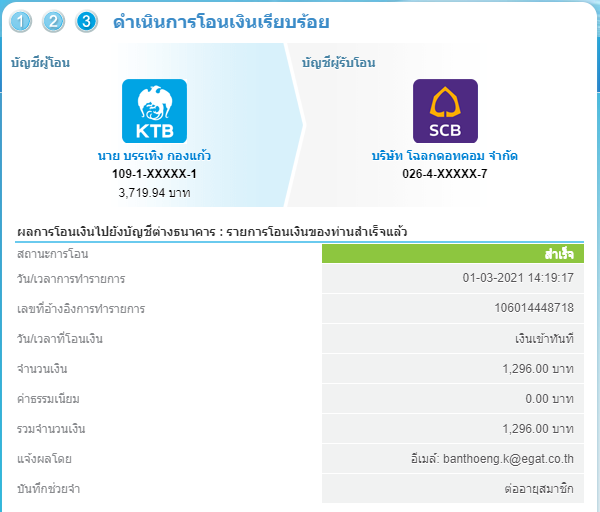 1 2 3 ดำเนินการโอนเงินเรียบร้อย
บัญชีผู้โอน บัญชีผู้รับโอน
KTB SCB
นาย บรรเทิง กองแก้ว บริษัท โฉลกดอทคอม จำกัด
109-1-XXXXX-1 026-4-XXXXX-7
3,719.94 บาท
ผลการโอนเงินไปยังบัญชีต่างธนาคาร : รายการโอนเงินของท่านสำเร็จแล้ว
สถานะการโอน สำเร็จ
วัน/เวลาการทำรายการ 01-03-2021 14:19:17
เลขที่อ้างอิงการทำรายการ 106014448718
วัน/เวลาที่โอนเงิน เงินเข้าทันที
จำนวนเงิน 1,296.00 บาท
ค่าธรรมเนียม 0.00 บาท
รวมจำนวนเงิน 1,296.00 บาท
แจ้งผลโดย อีเมล์: banthoeng.k@egat.co.th
บันทึกช่วยจำ ต่ออายุสมาชิก